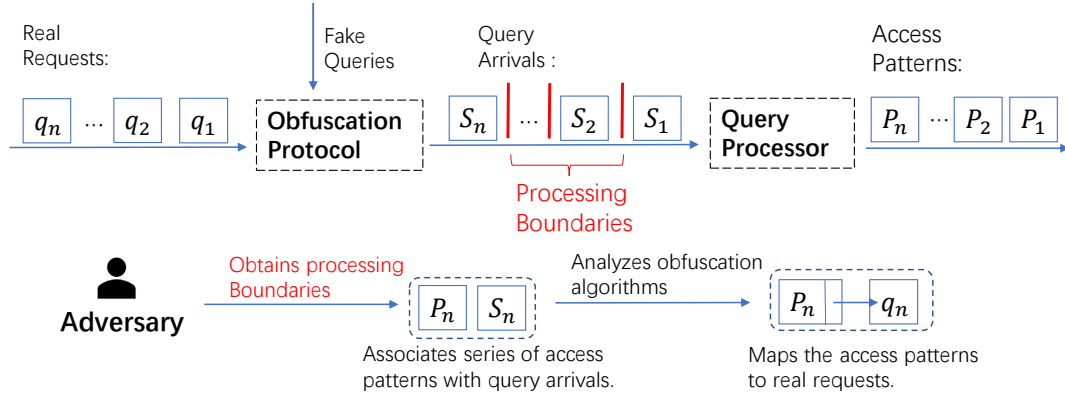 Real
Requests:
Fake
Queries
Query
Arrivals :
Access
Patterns:
q_n ... q_2 q_1
Obfuscation
Protocol
S_n ... S_2 S_1
Query
Processor
P_n ... P_2 P_1
Processing
Boundaries
Adversary
Obtains processing
Boundaries
P_n S_n
Associates series of access
patterns with query arrivals.
Analyzes obfuscation
algorithms
P_n q_n
Maps the access patterns
to real requests.